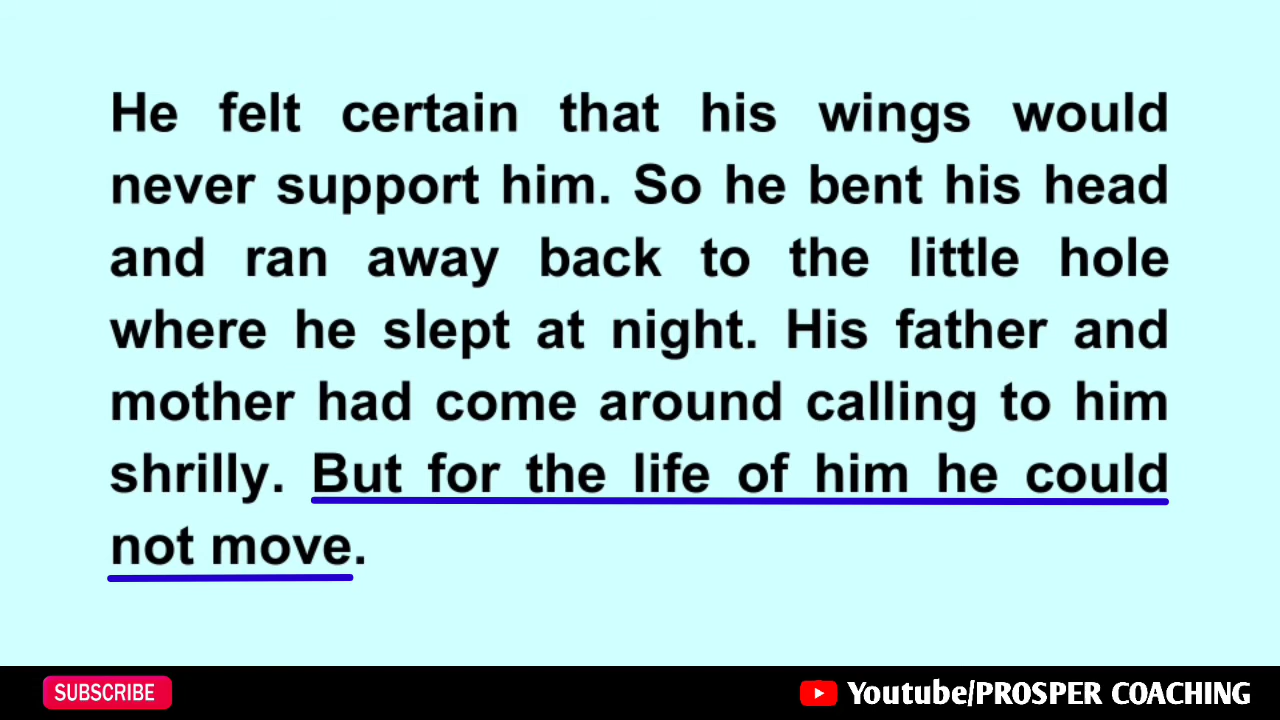 He felt certain that his wings would
never support him. So he bent his head
and ran away back to the little hole
where he slept at night. His father and
mother had come around calling to him
shrilly. But for the life of him he could
not move.
SUBSCRIBE
Youtube/PROSPER COACHING